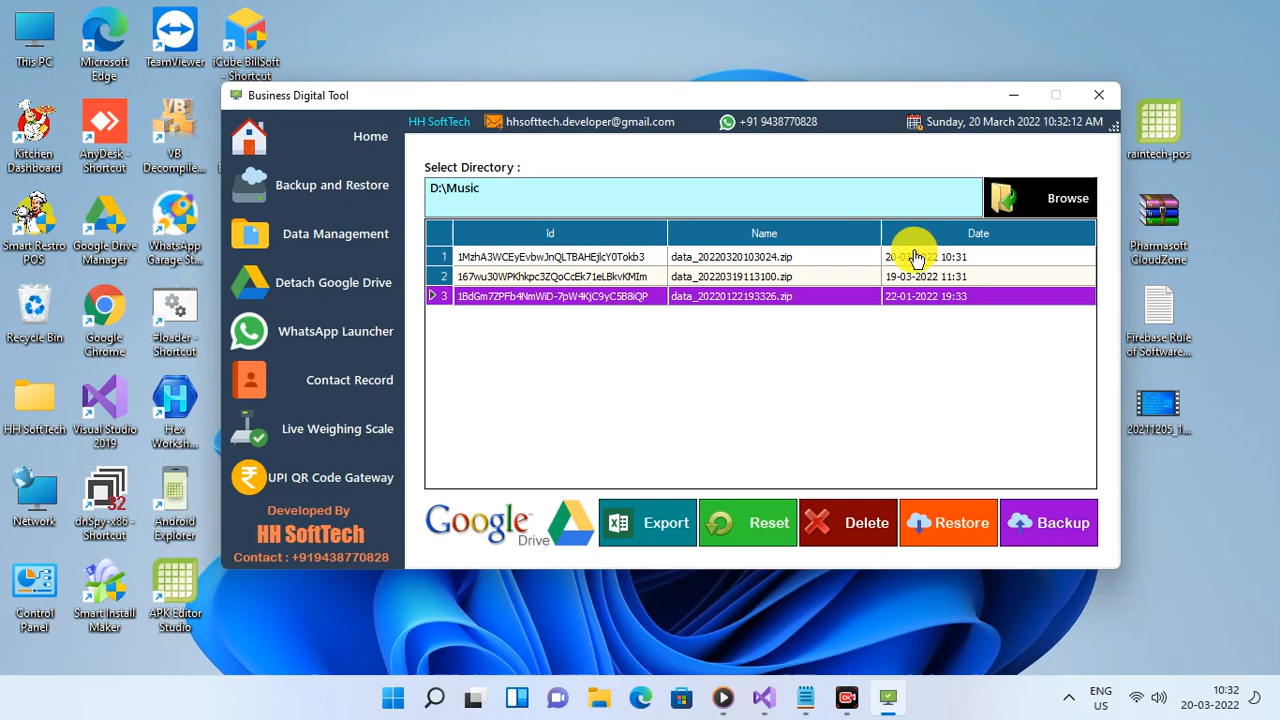 This PC
Microsoft
Edge
TeamViewer
iCube BillSoft
- Shortcut
Kitchen
Dashboard
AnyDesk -
Shortcut
VB
Decompile...
Smart Restro
POS
Google Drive
Manager
WhatsApp
Garage St...
Recycle Bin
Google
Chrome
#loader -
Shortcut
HH SoftTech
Visual Studio
2019
Hex
Worksh...
Network
32
dnSpy-x86 -
Shortcut
Android
Explorer
Control
Panel
Smart Install
Maker
APK Editor
Studio
Business Digital Tool
HH SoftTech
hhsofttech.developer@gmail.com
+91 9438770828
Sunday, 20 March 2022 10:32:12 AM
Home
Backup and Restore
Data Management
Detach Google Drive
WhatsApp Launcher
Contact Record
Live Weighing Scale
UPI QR Code Gateway
Developed By
HH SoftTech
Contact : +919438770828
Select Directory :
D:\Music
Browse
Id Name Date
1 1MzhA3WCEyEvbwJnQLTBAHEjlcY0Tokb3 data_20220320103024.zip 10:31
2 167wu30WPKhkpc3ZQoCcEk71eLBkvKMIm data_20220319113100.zip 19-03-2022 11:31
3 1BdGm7ZPFb4NmWiD-7pW4KjC9yC5B8iQP data_20220122193326.zip 22-01-2022 19:33
Google Drive
Export
Reset
Delete
Restore
Backup
raintech-pos
Pharmasoft
CloudZone
Firebase Rule
of Software...
20211205_1...
ENG
US
10:32
20-03-2022